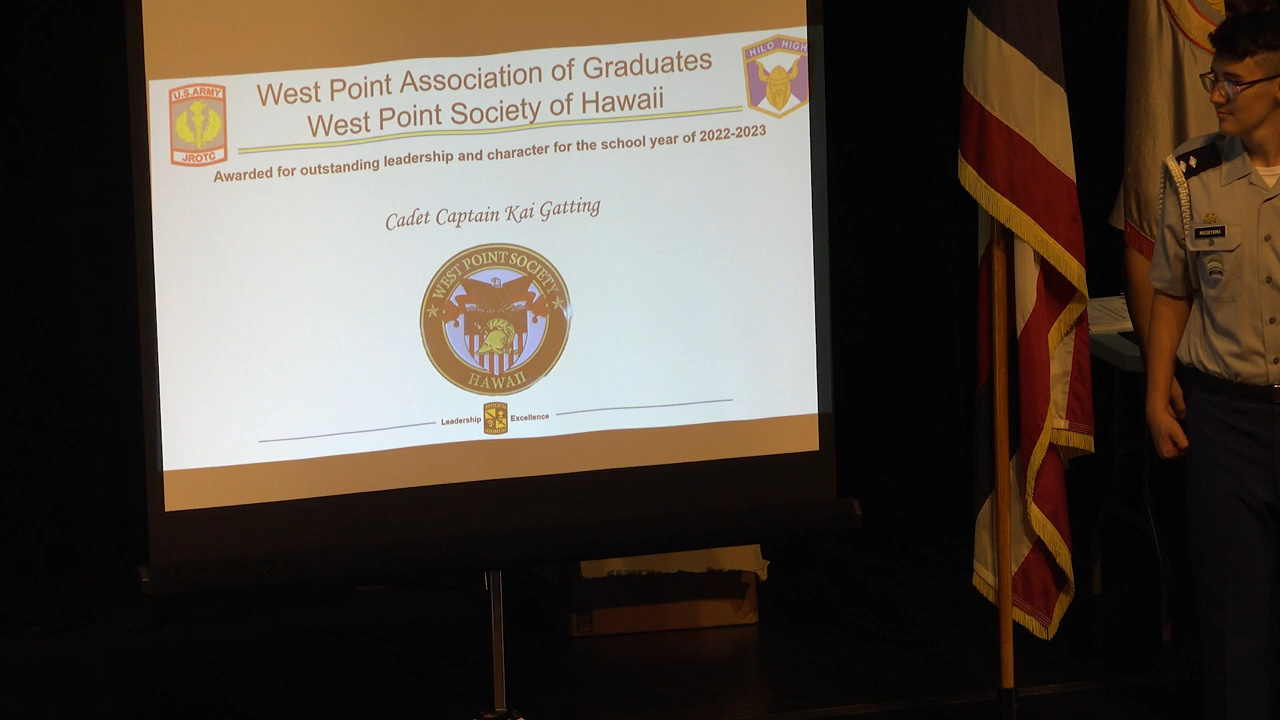 West Point Association of Graduates
West Point Society of Hawaii
U.S.ARMY
JROTC
HILO HIGH
Awarded for outstanding leadership and character for the school year of 2022-2023
Cadet Captain Kai Gatting
WEST POINT SOCIETY
HAWAII
Leadership
Excellence